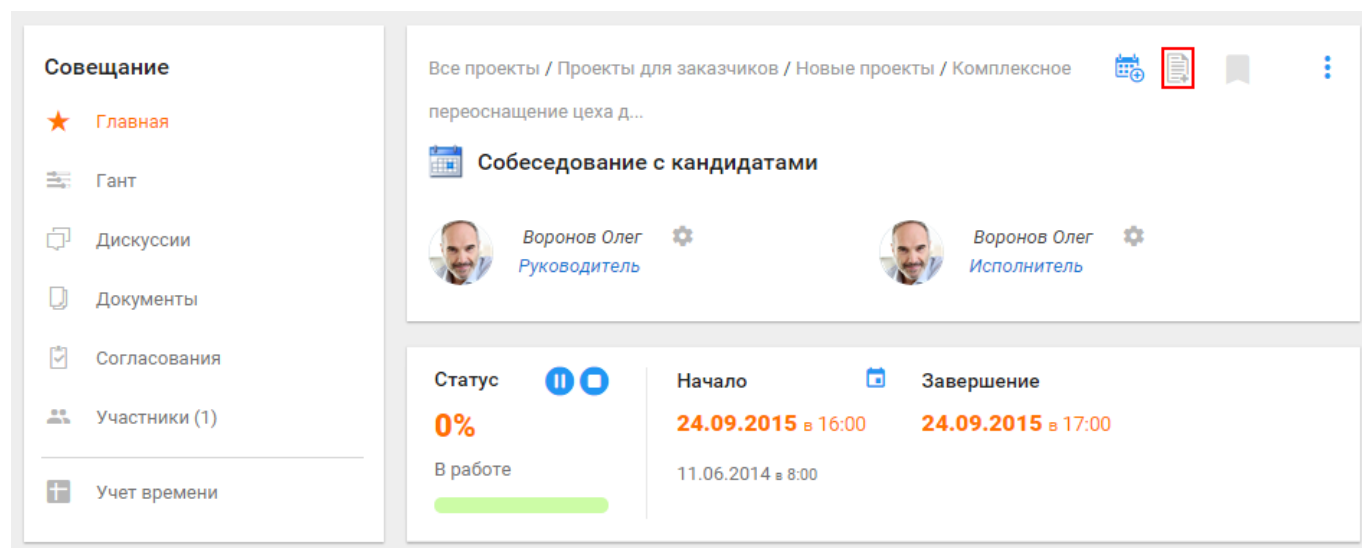 Совещание
Главная
Гант
Дискуссии
Документы
Согласования
Участники (1)
Учет времени
Все проекты / Проекты для заказчиков / Новые проекты / Комплексное
переоснащение цеха д...
Собеседование с кандидатами
Воронов Олег
Руководитель
Воронов Олег
Исполнитель
Статус
0%
В работе
Начало
24.09.2015 в 16:00
11.06.2014 в 8:00
Завершение
24.09.2015 в 17:00